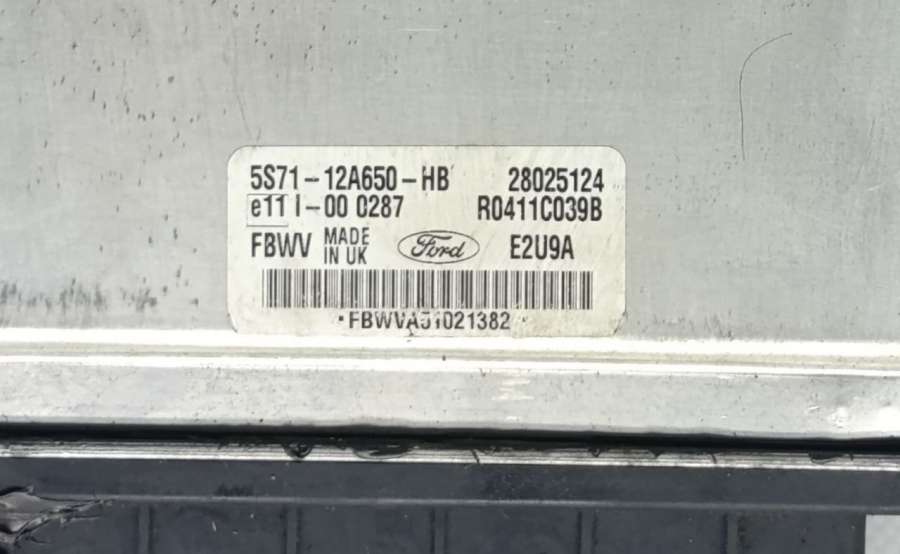 5S71-12A650-HB 28025124
e11 I-00 0287 R0411C039B
FBWV MADE IN UK Ford E2U9A
*FBWVA51021382*